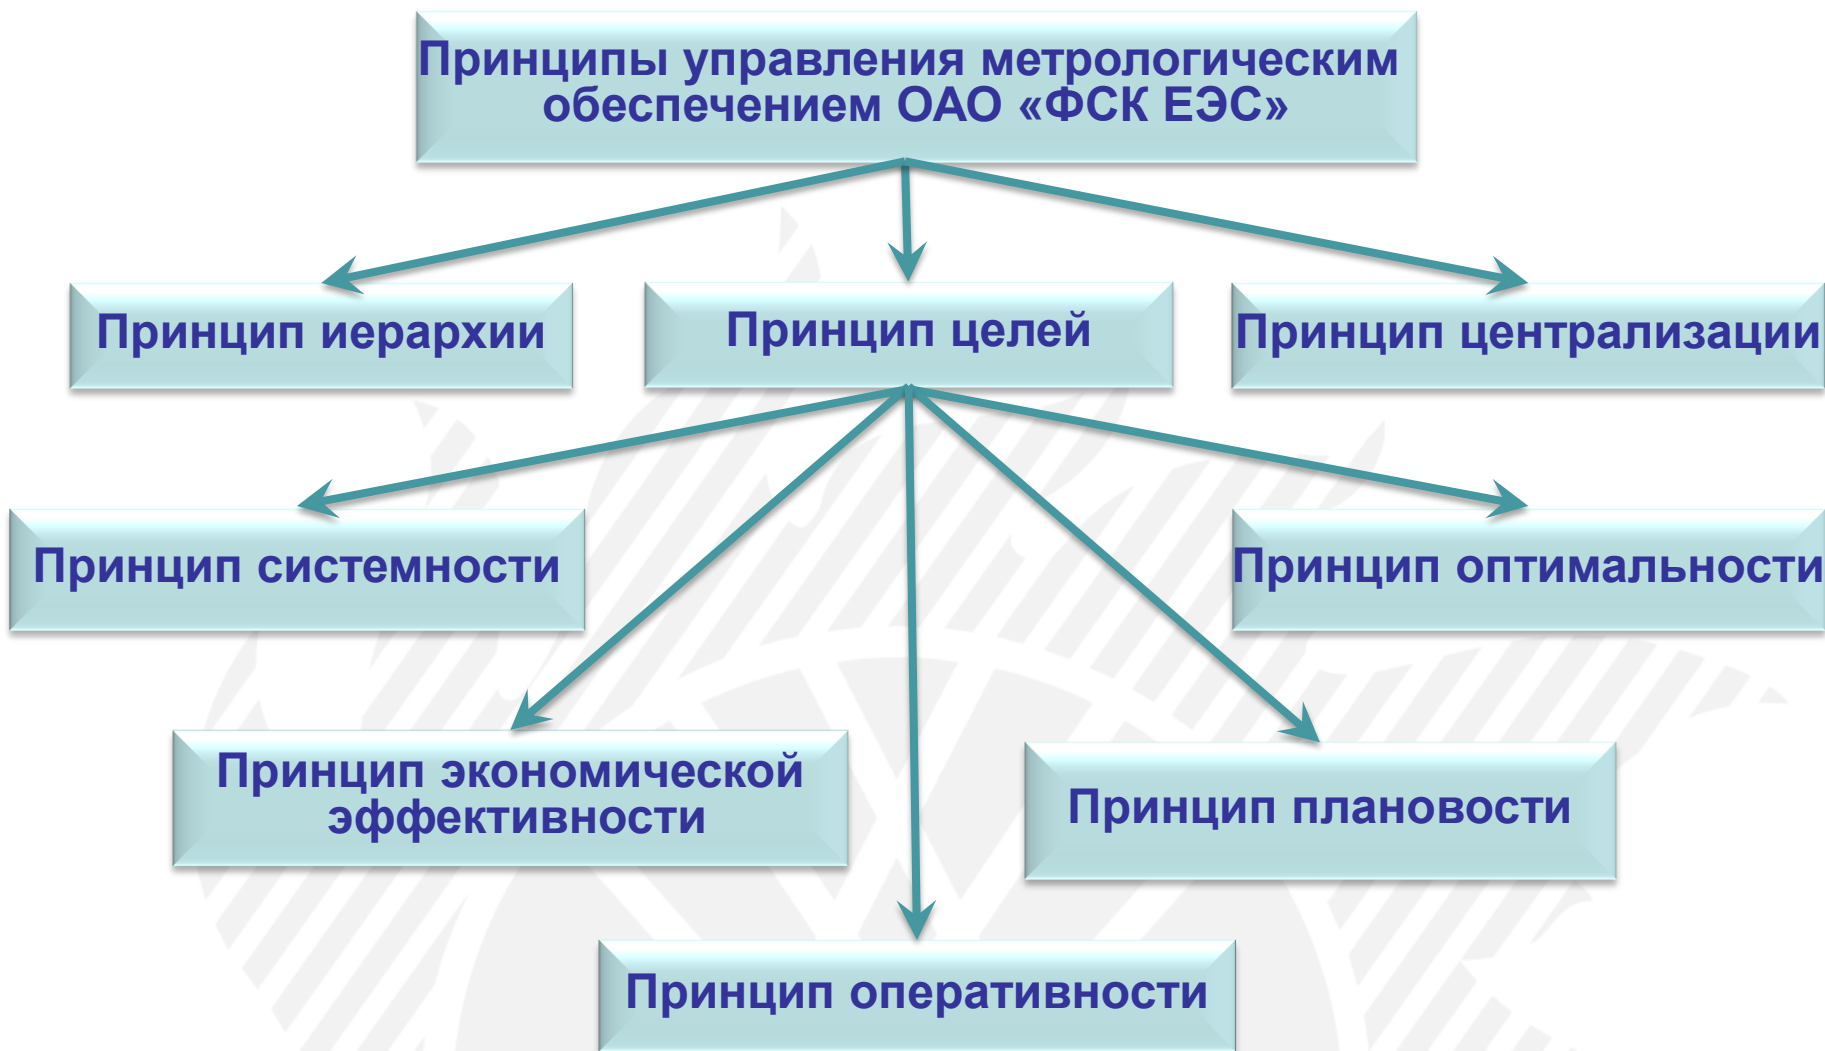 Принципы управления метрологическим
обеспечением ОАО «ФСК ЕЭС»
Принцип иерархии
Принцип целей
Принцип централизации
Принцип системности
Принцип оптимальности
Принцип экономической
эффективности
Принцип плановости
Принцип оперативности